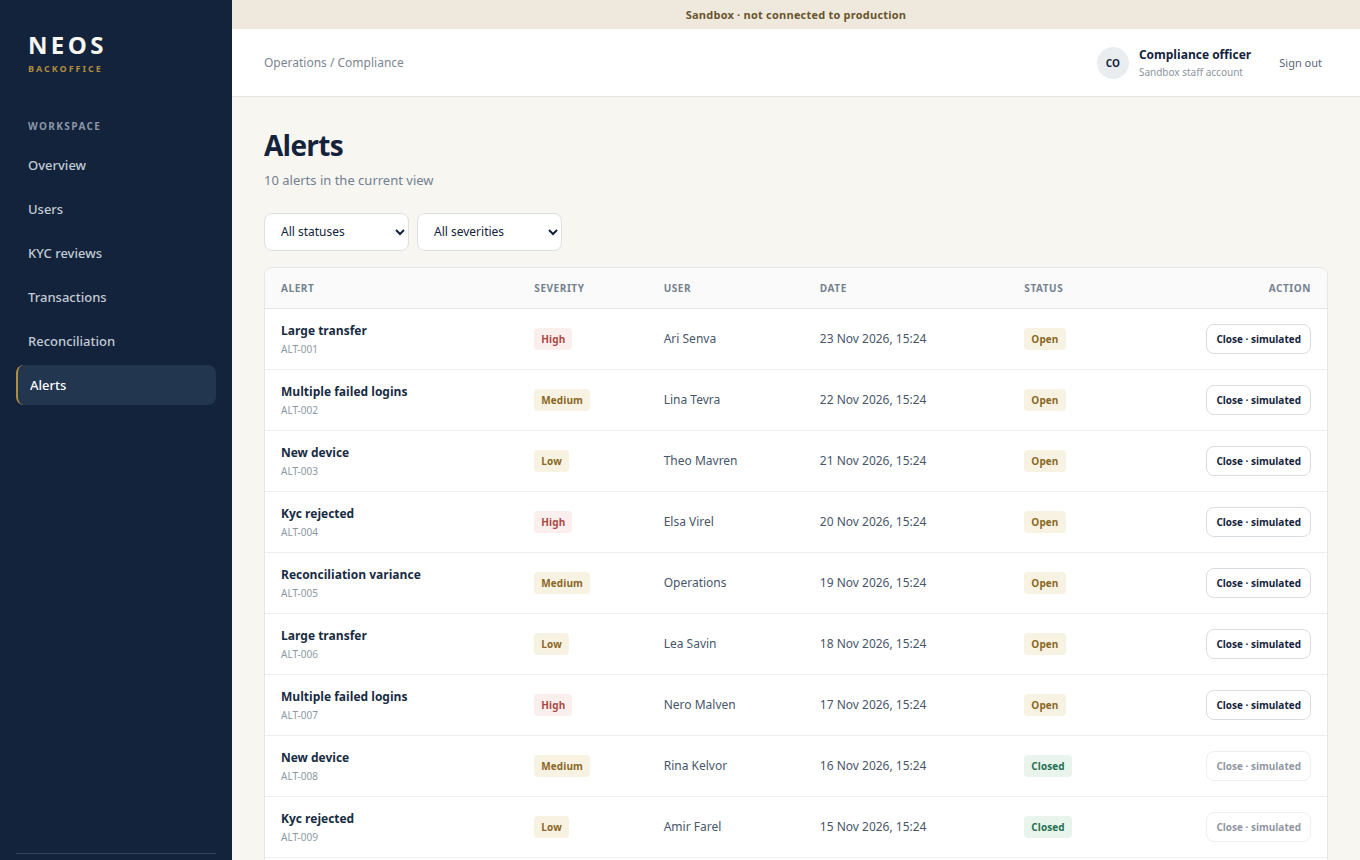 Sandbox · not connected to production
NEOS
BACKOFFICE
WORKSPACE
Overview
Users
KYC reviews
Transactions
Reconciliation
Alerts
Operations / Compliance
CO
Compliance officer
Sandbox staff account
Sign out
Alerts
10 alerts in the current view
All statuses
All severities
ALERT SEVERITY USER DATE STATUS ACTION
Large transfer
ALT-001
High Ari Senva 23 Nov 2026, 15:24 Open Close · simulated
Multiple failed logins
ALT-002
Medium Lina Tevra 22 Nov 2026, 15:24 Open Close · simulated
New device
ALT-003
Low Theo Mavren 21 Nov 2026, 15:24 Open Close · simulated
Kyc rejected
ALT-004
High Elsa Virel 20 Nov 2026, 15:24 Open Close · simulated
Reconciliation variance
ALT-005
Medium Operations 19 Nov 2026, 15:24 Open Close · simulated
Large transfer
ALT-006
Low Lea Savin 18 Nov 2026, 15:24 Open Close · simulated
Multiple failed logins
ALT-007
High Nero Malven 17 Nov 2026, 15:24 Open Close · simulated
New device
ALT-008
Medium Rina Kelvor 16 Nov 2026, 15:24 Closed Close · simulated
Kyc rejected
ALT-009
Low Amir Farel 15 Nov 2026, 15:24 Closed Close · simulated